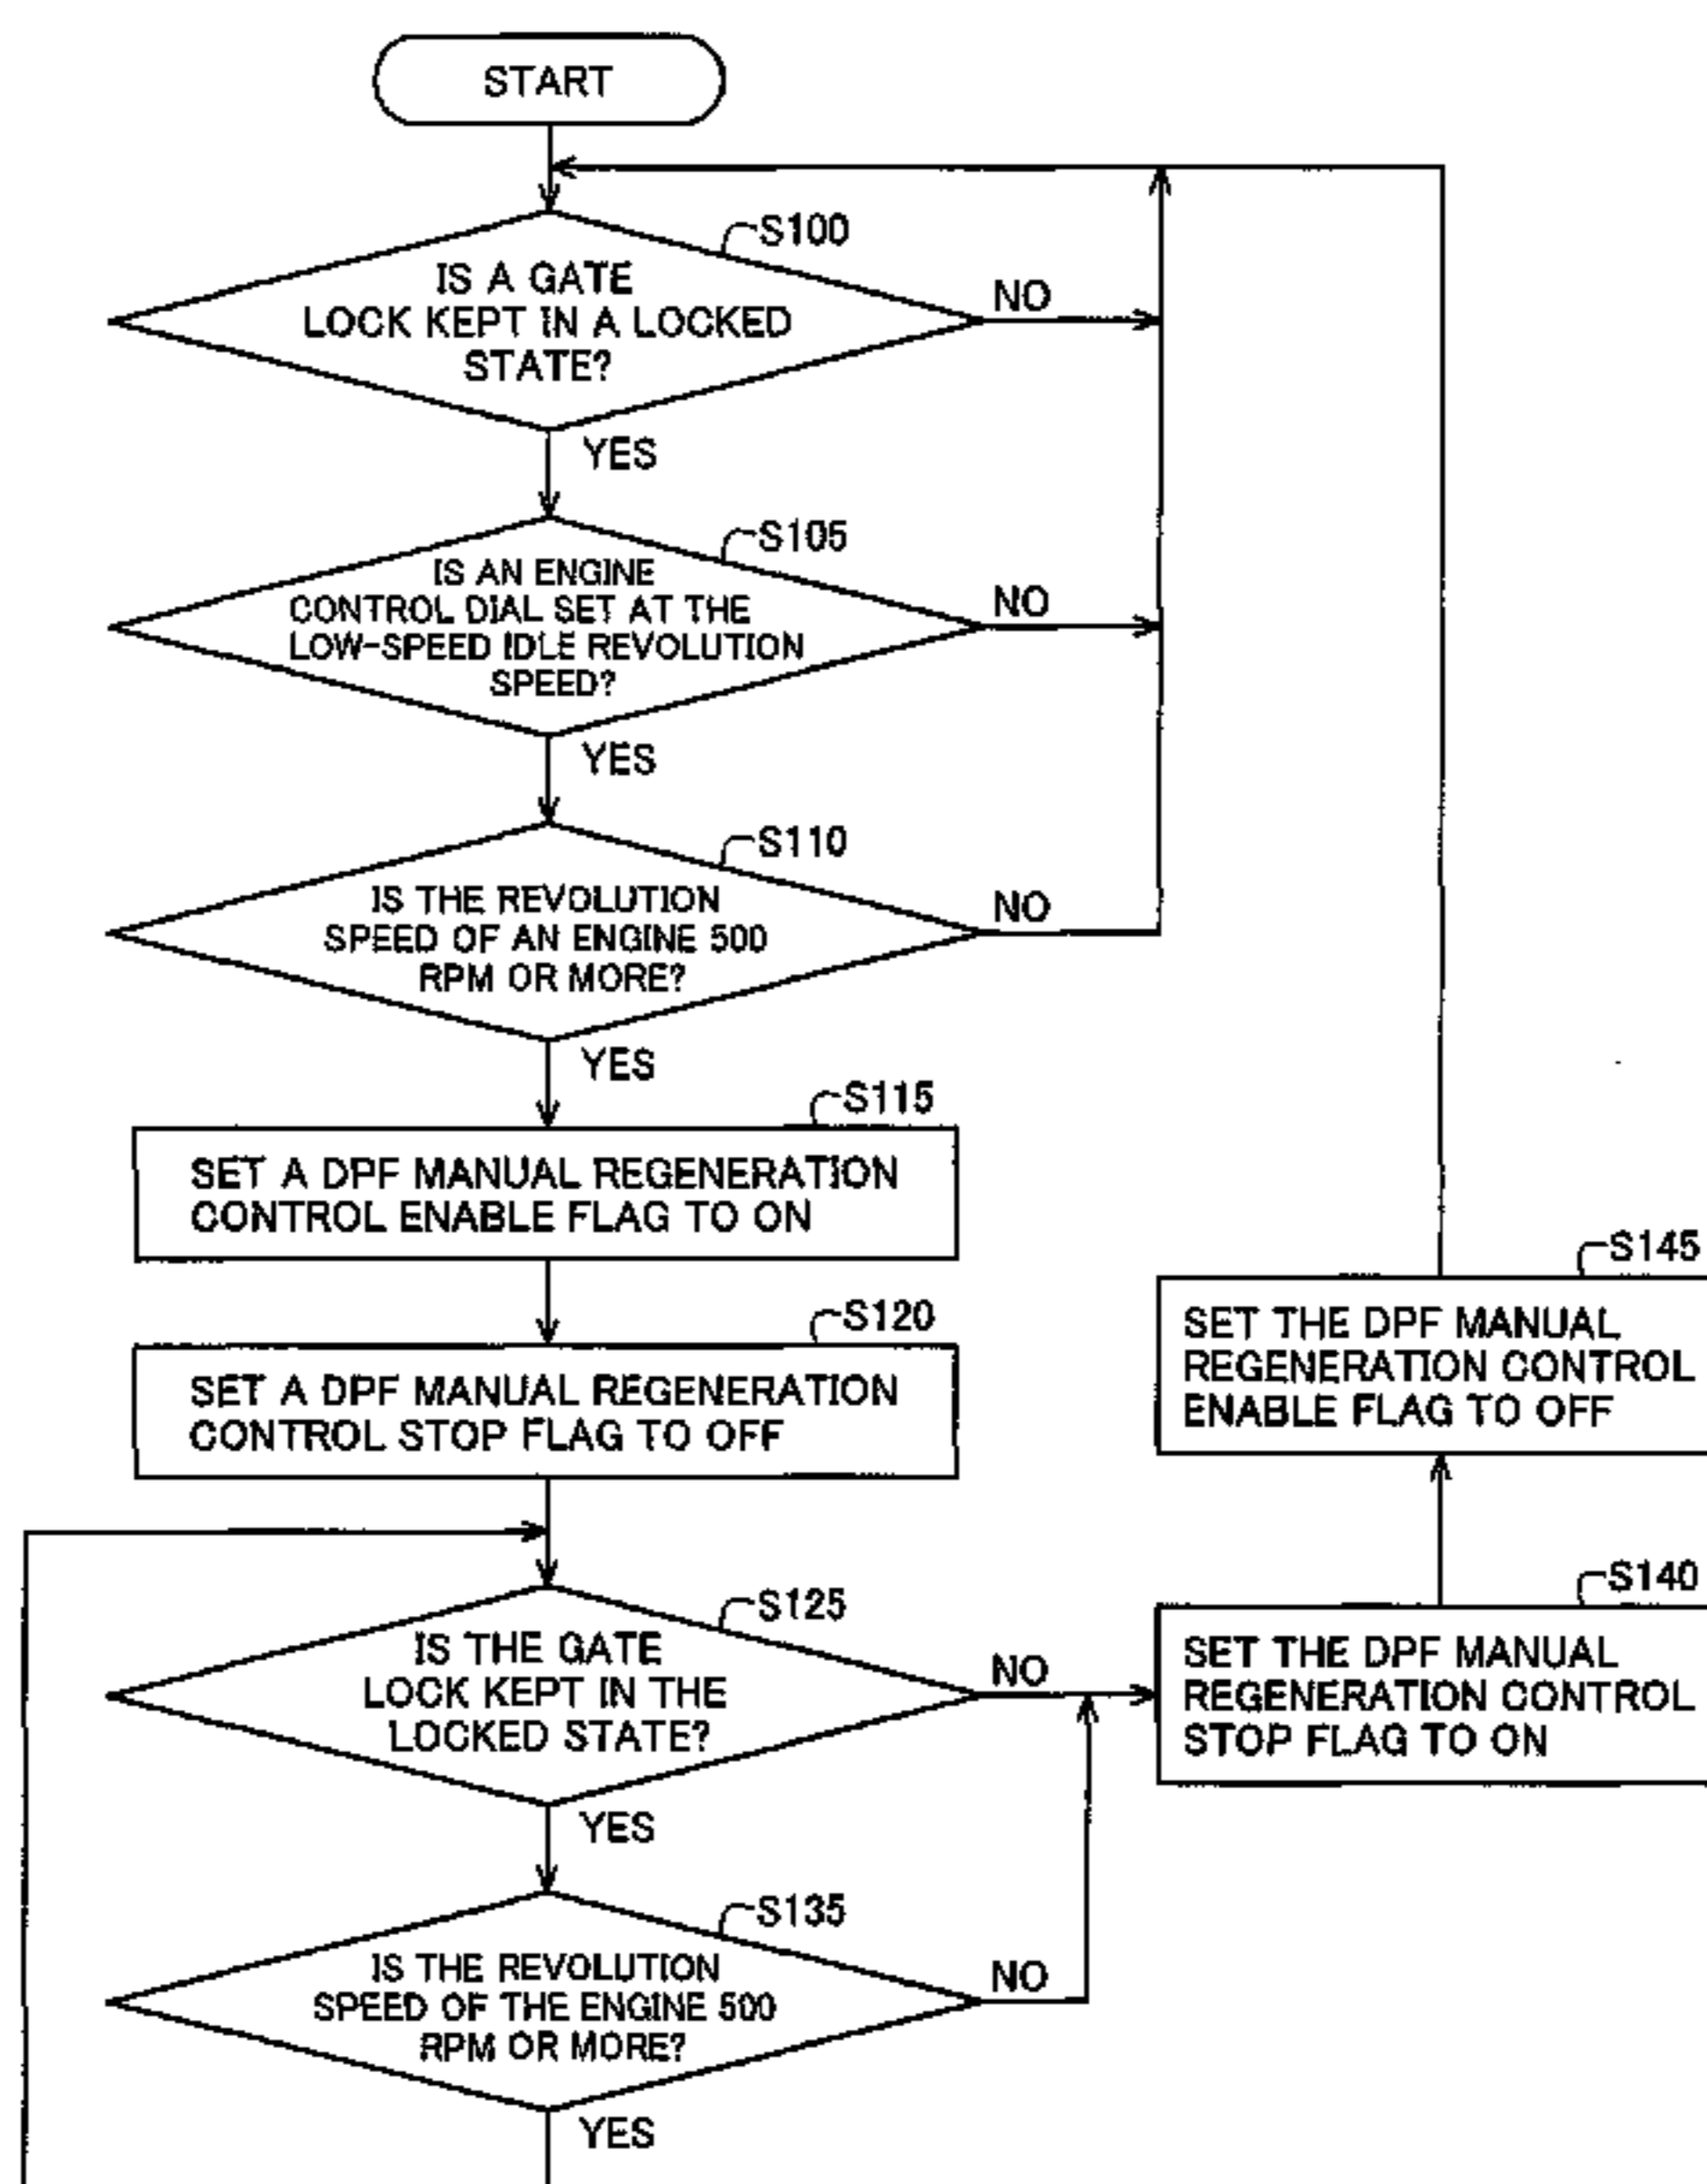 START
S100
IS A GATE
LOCK KEPT IN A LOCKED
STATE?
NO
YES
S105
IS AN ENGINE
CONTROL DIAL SET AT THE
LOW-SPEED IDLE REVOLUTION
SPEED?
NO
YES
S110
IS THE REVOLUTION
SPEED OF AN ENGINE 500
RPM OR MORE?
NO
YES
S115
SET A DPF MANUAL REGENERATION
CONTROL ENABLE FLAG TO ON
S120
SET A DPF MANUAL REGENERATION
CONTROL STOP FLAG TO OFF
S125
IS THE GATE
LOCK KEPT IN THE
LOCKED STATE?
NO
YES
S135
IS THE REVOLUTION
SPEED OF THE ENGINE 500
RPM OR MORE?
NO
YES
S140
SET THE DPF MANUAL
REGENERATION CONTROL
STOP FLAG TO ON
S145
SET THE DPF MANUAL
REGENERATION CONTROL
ENABLE FLAG TO OFF